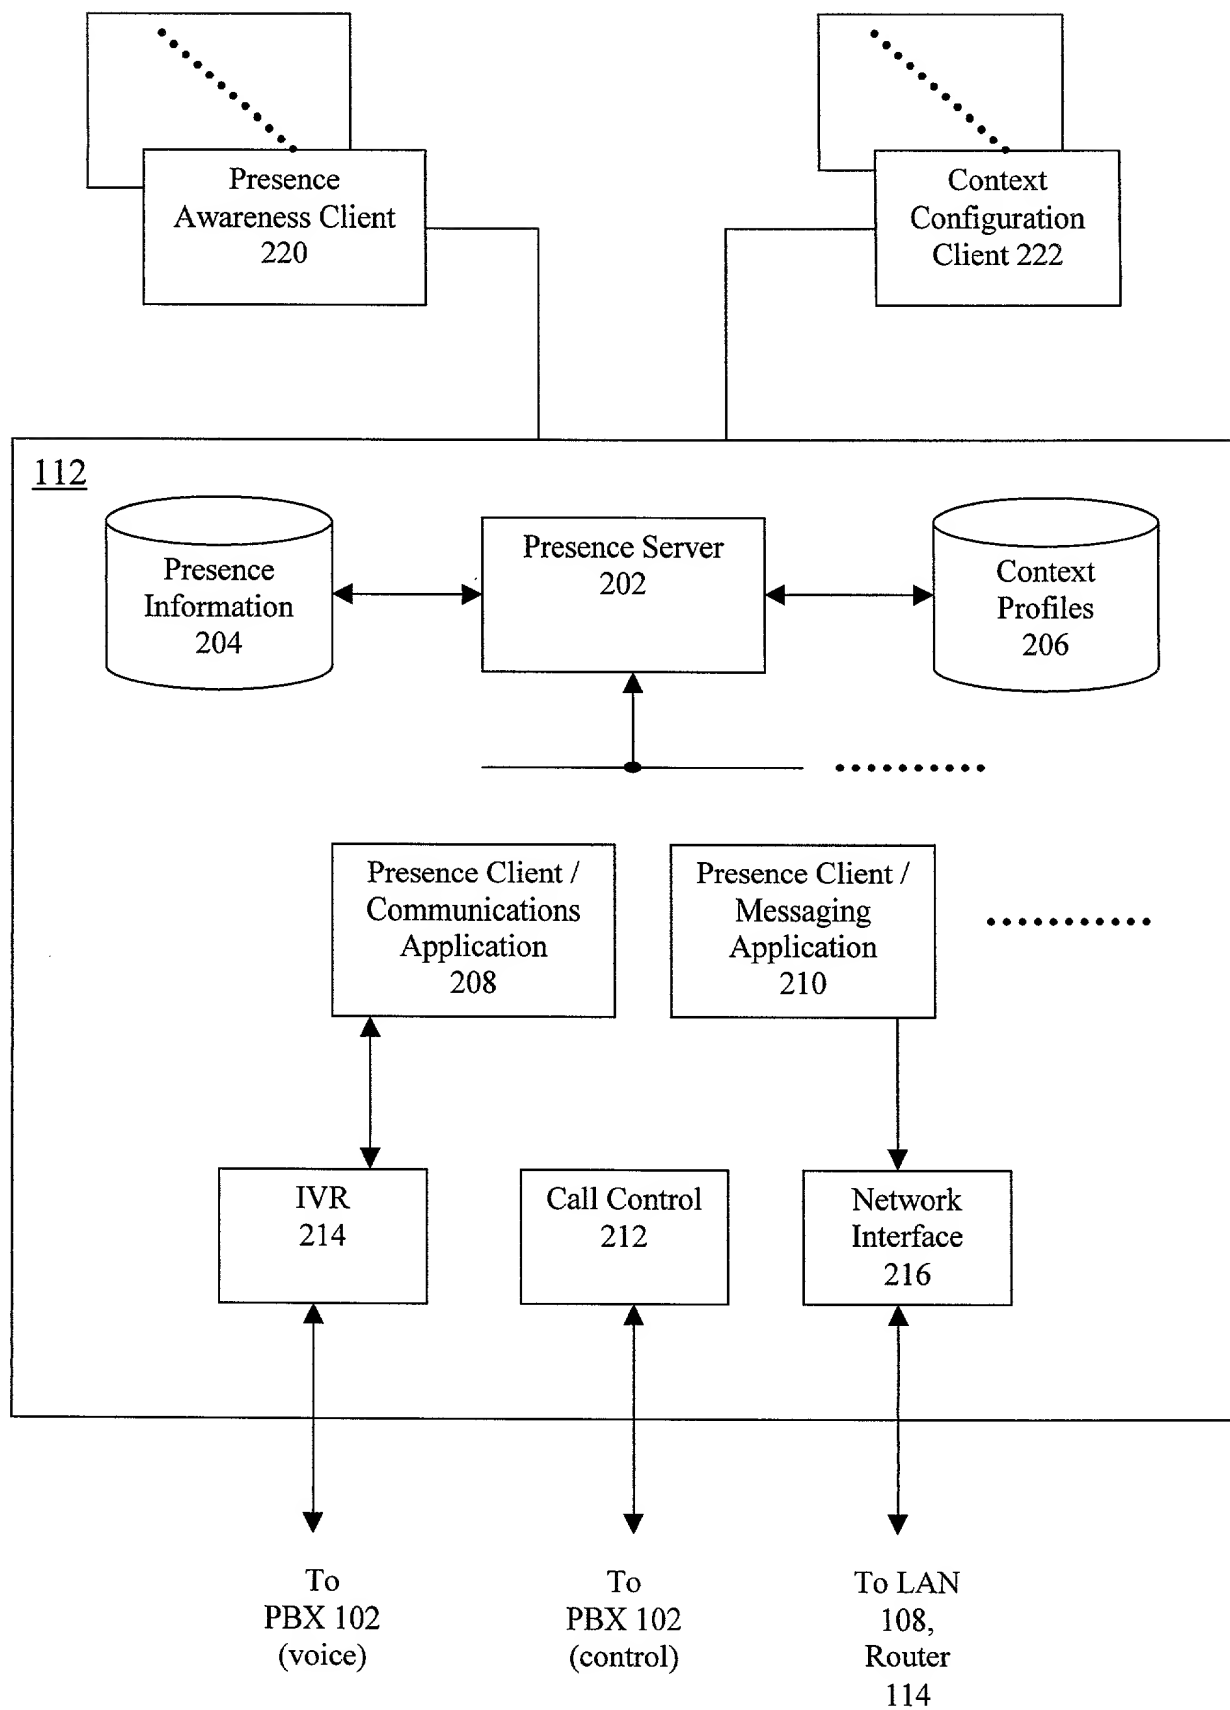 Presence
Awareness Client
220
Context
Configuration
Client 222
112
Presence
Information
204
Presence Server
202
Context
Profiles
206
Presence Client /
Communications
Application
208
Presence Client /
Messaging
Application
210
IVR
214
Call Control
212
Network
Interface
216
To
PBX 102
(voice)
To
PBX 102
(control)
To LAN
108,
Router
114